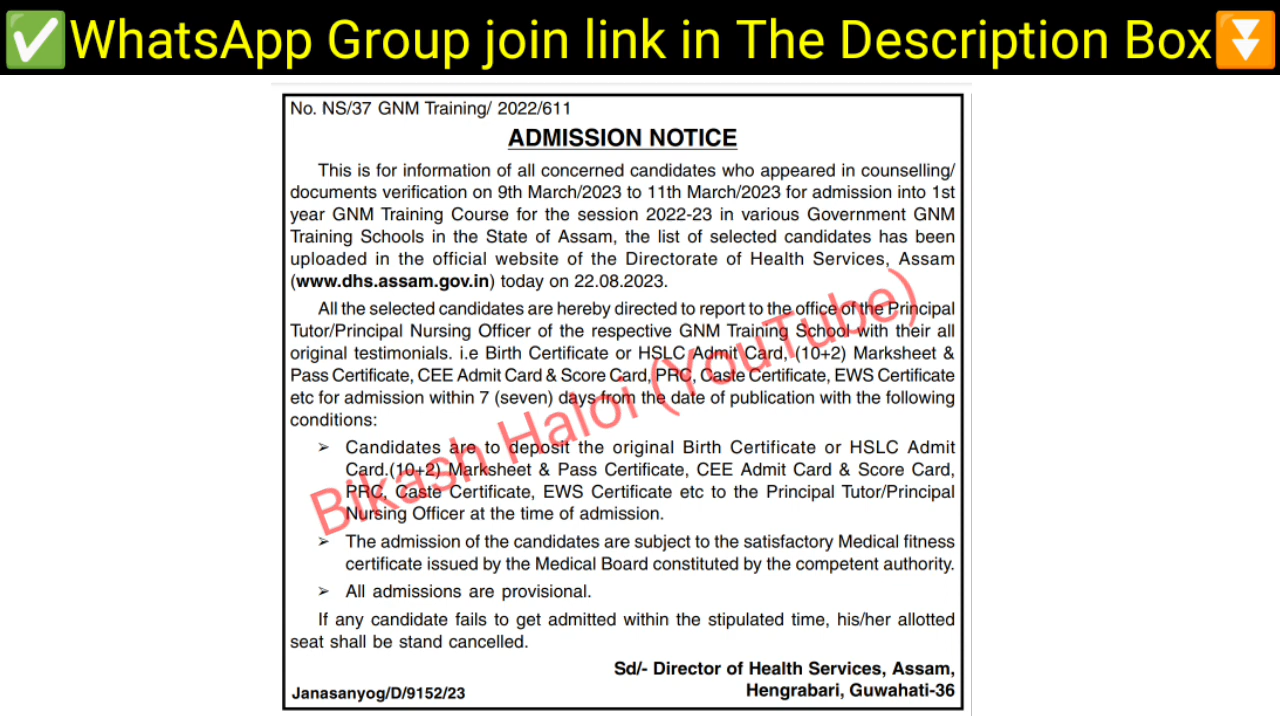 ✅WhatsApp Group join link in The Description Box⏬
No. NS/37 GNM Training/ 2022/611
ADMISSION NOTICE
This is for information of all concerned candidates who appeared in counselling/
documents verification on 9th March/2023 to 11th March/2023 for admission into 1st
year GNM Training Course for the session 2022-23 in various Government GNM
Training Schools in the State of Assam, the list of selected candidates has been
uploaded in the official website of the Directorate of Health Services, Assam
(www.dhs.assam.gov.in) today on 22.08.2023.
All the selected candidates are hereby directed to report to the office of the Principal
Tutor/Principal Nursing Officer of the respective GNM Training School with their all
original testimonials. i.e Birth Certificate or HSLC Admit Card, (10+2) Marksheet &
Pass Certificate, CEE Admit Card & Score Card, PRC, Caste Certificate, EWS Certificate
etc for admission within 7 (seven) days from the date of publication with the following
conditions:
➢ Candidates are to deposit the original Birth Certificate or HSLC Admit
Card.(10+2) Marksheet & Pass Certificate, CEE Admit Card & Score Card,
PRC, Caste Certificate, EWS Certificate etc to the Principal Tutor/Principal
Nursing Officer at the time of admission.
➢ The admission of the candidates are subject to the satisfactory Medical fitness
certificate issued by the Medical Board constituted by the competent authority.
➢ All admissions are provisional.
If any candidate fails to get admitted within the stipulated time, his/her allotted
seat shall be stand cancelled.
Sd/- Director of Health Services, Assam,
Hengrabari, Guwahati-36
Janasanyog/D/9152/23
Bikash Haloi (YouTube)